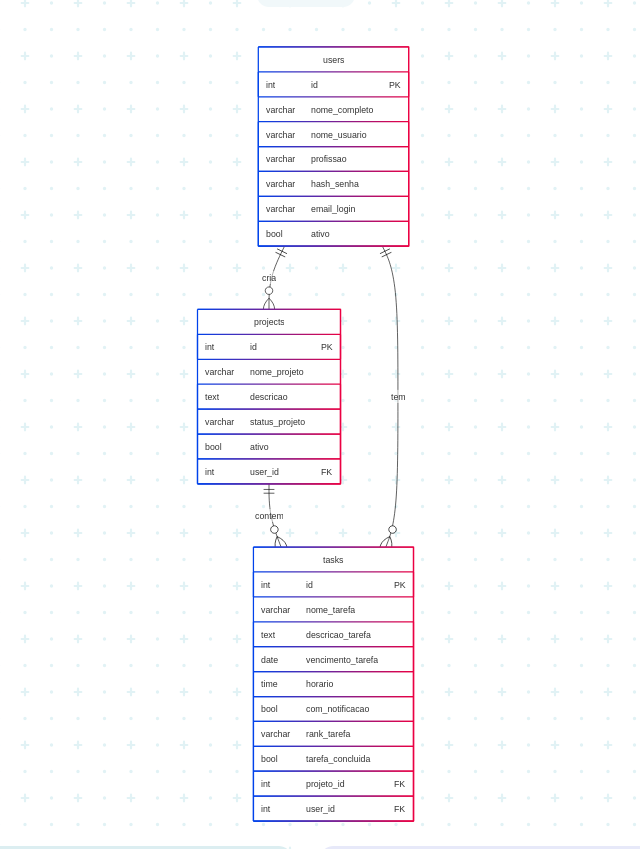 users
int id PK
varchar nome_completo
varchar nome_usuario
varchar profissao
varchar hash_senha
varchar email_login
bool ativo
cria
projects
int id PK
varchar nome_projeto
text descricao
varchar status_projeto
bool ativo
int user_id FK
tem
contem
tasks
int id PK
varchar nome_tarefa
text descricao_tarefa
date vencimento_tarefa
time horario
bool com_notificacao
varchar rank_tarefa
bool tarefa_concluida
int projeto_id FK
int user_id FK